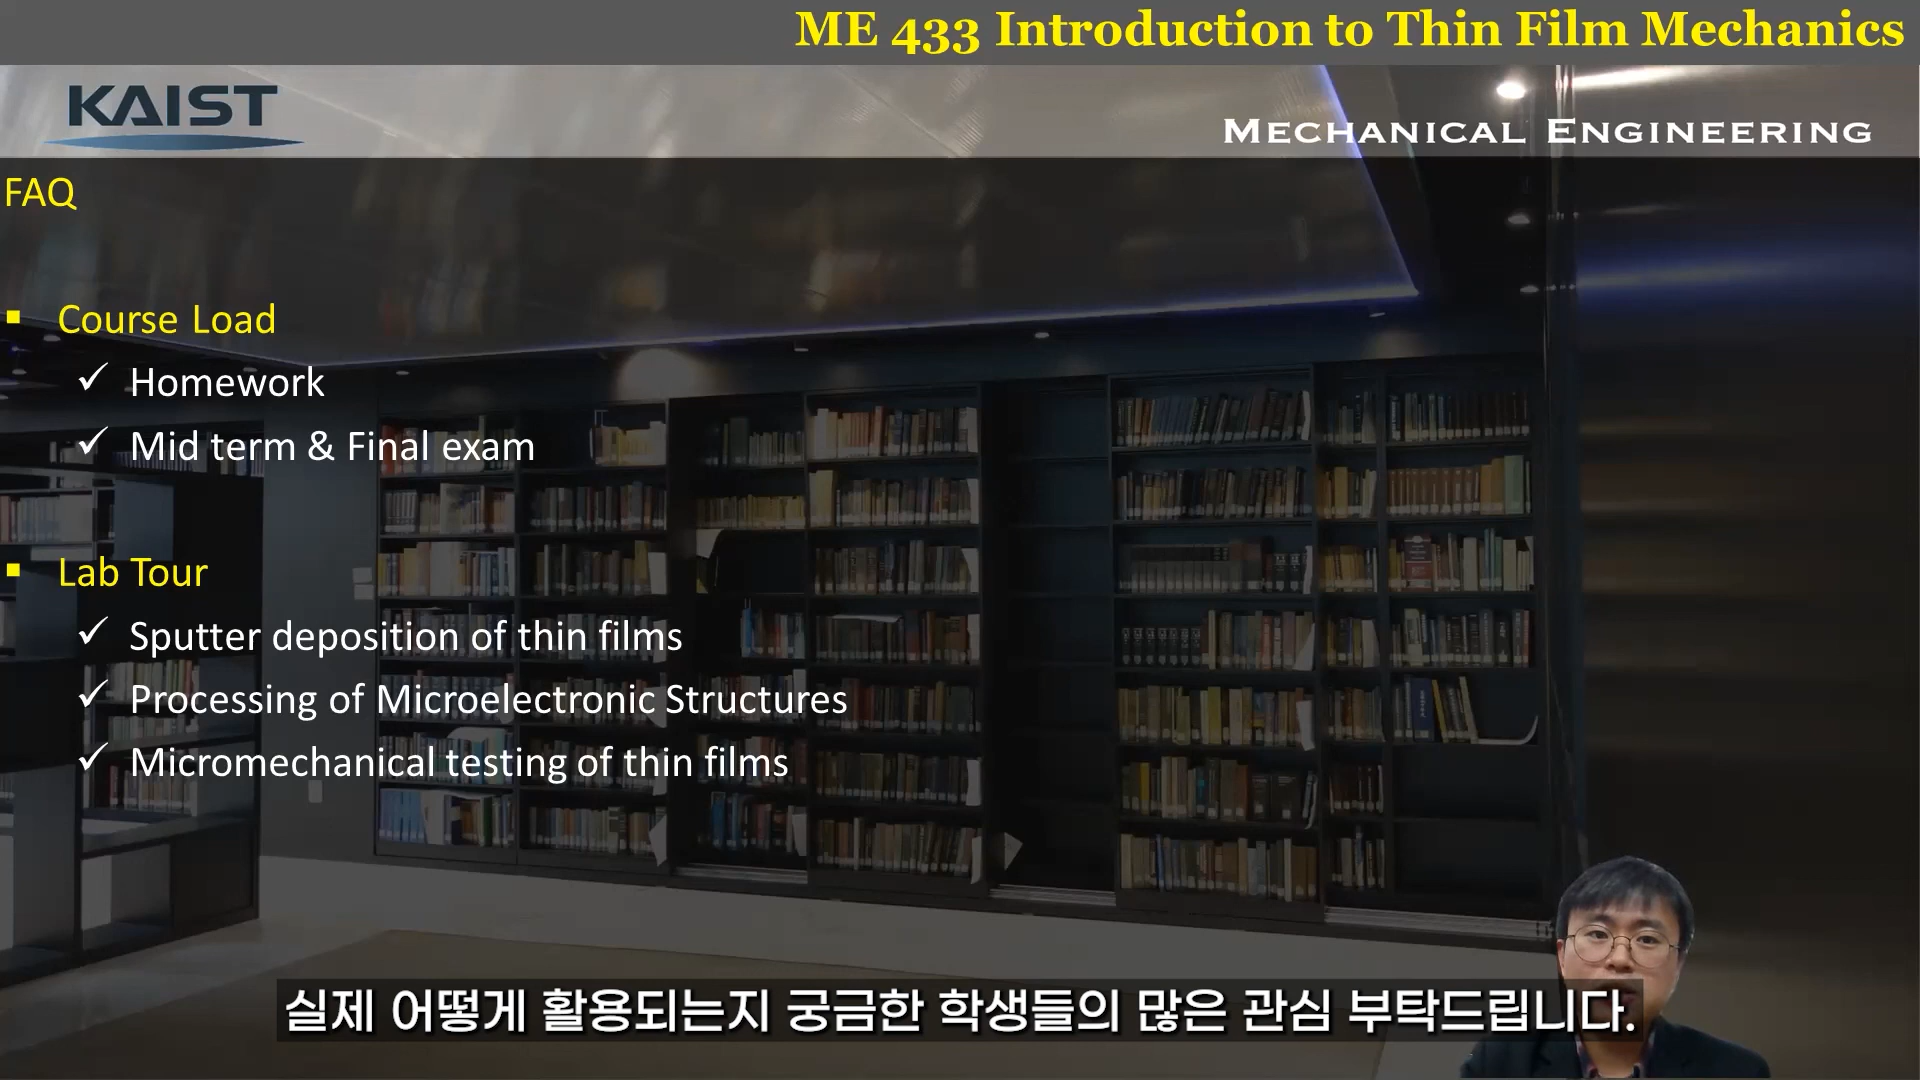 ME 433 Introduction to Thin Film Mechanics
KAIST
MECHANICAL ENGINEERING
FAQ
▪ Course Load
✓ Homework
✓ Mid term & Final exam
▪ Lab Tour
✓ Sputter deposition of thin films
✓ Processing of Microelectronic Structures
✓ Micromechanical testing of thin films
실제 어떻게 활용되는지 궁금한 학생들의 많은 관심 부탁드립니다.